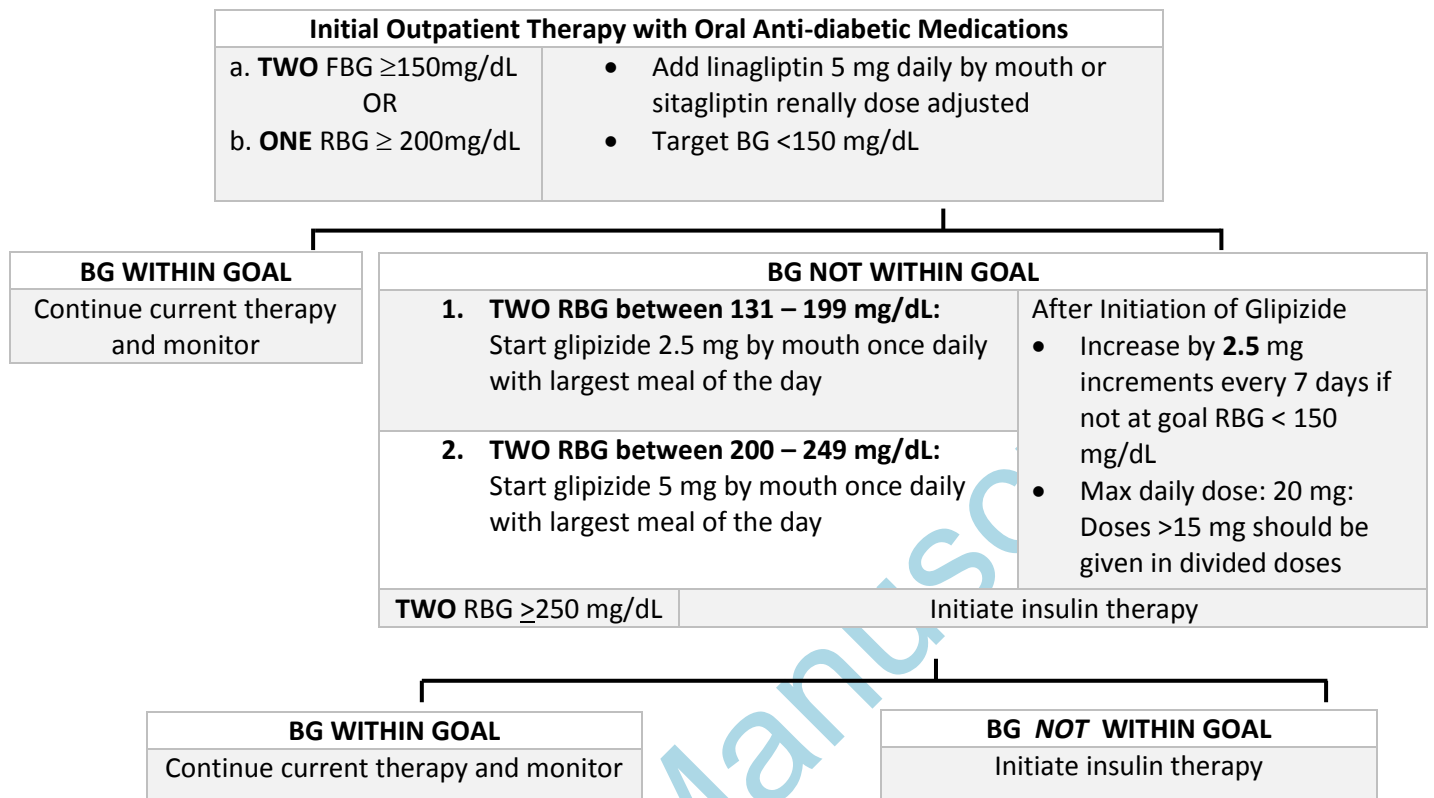 Initial Outpatient Therapy with Oral Anti-diabetic Medications
a. TWO FBG ≥150mg/dL
OR
b. ONE RBG ≥ 200mg/dL
• Add linagliptin 5 mg daily by mouth or
sitagliptin renally dose adjusted
• Target BG <150 mg/dL
BG WITHIN GOAL
Continue current therapy
and monitor
BG NOT WITHIN GOAL
1. TWO RBG between 131 – 199 mg/dL:
Start glipizide 2.5 mg by mouth once daily
with largest meal of the day
2. TWO RBG between 200 – 249 mg/dL:
Start glipizide 5 mg by mouth once daily
with largest meal of the day
After Initiation of Glipizide
• Increase by 2.5 mg
increments every 7 days if
not at goal RBG < 150
mg/dL
• Max daily dose: 20 mg:
Doses >15 mg should be
given in divided doses
TWO RBG ≥250 mg/dL
Initiate insulin therapy
BG WITHIN GOAL
Continue current therapy and monitor
BG NOT WITHIN GOAL
Initiate insulin therapy